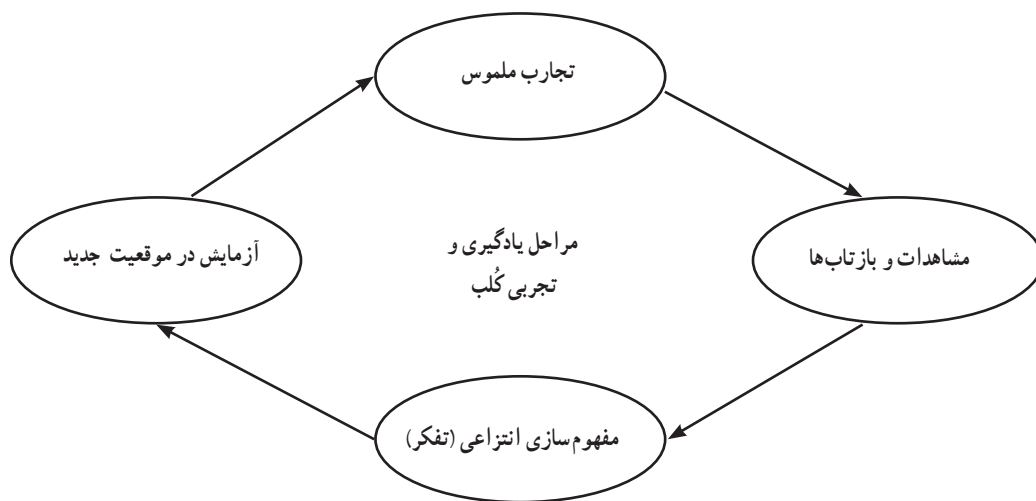 تجارب ملموس
مشاهدات و بازتاب‌ها
آزمایش در موقعیت جدید
مراحل یادگیری و
تجربی کُلب
مفهوم‌سازی انتزاعی (تفکر)